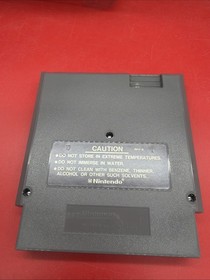 CAUTION
●DO NOT STORE IN EXTREME TEMPERATURES.
●DO NOT IMMERSE IN WATER.
●DO NOT CLEAN WITH BENZENE, THINNER,
ALCOHOL OR OTHER SUCH SOLVENTS.
Nintendo